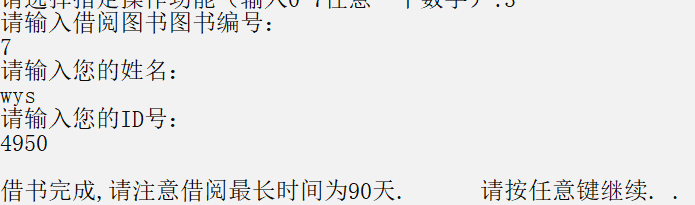 请选择指定操作功能（输入0-7任意一个数字）:3
请输入借阅图书图书编号：
7
请输入您的姓名：
wys
请输入您的ID号：
4950
借书完成,请注意借阅最长时间为90天. 请按任意键继续. .